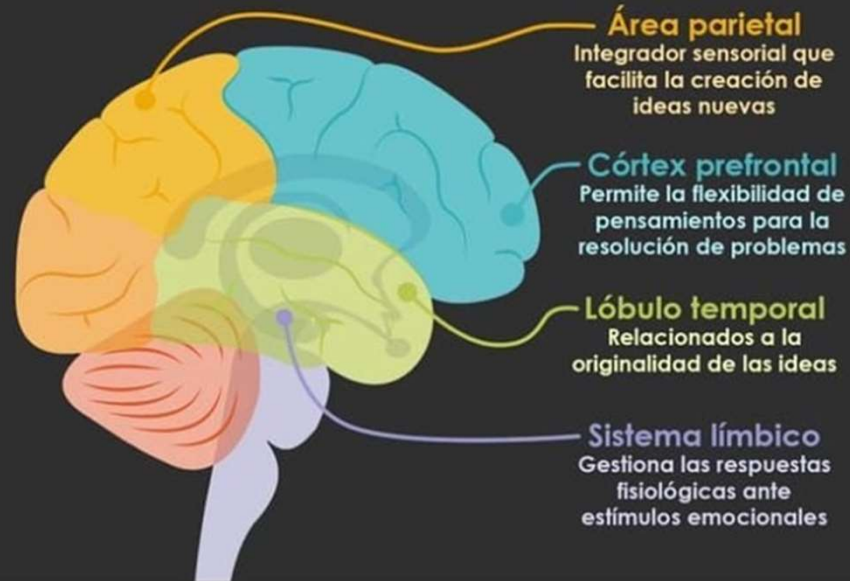 Área parietal
Integrador sensorial que
facilita la creación de
ideas nuevas
Córtex prefrontal
Permite la flexibilidad de
pensamientos para la
resolución de problemas
Lóbulo temporal
Relacionados a la
originalidad de las ideas
Sistema límbico
Gestiona las respuestas
fisiológicas ante
estímulos emocionales